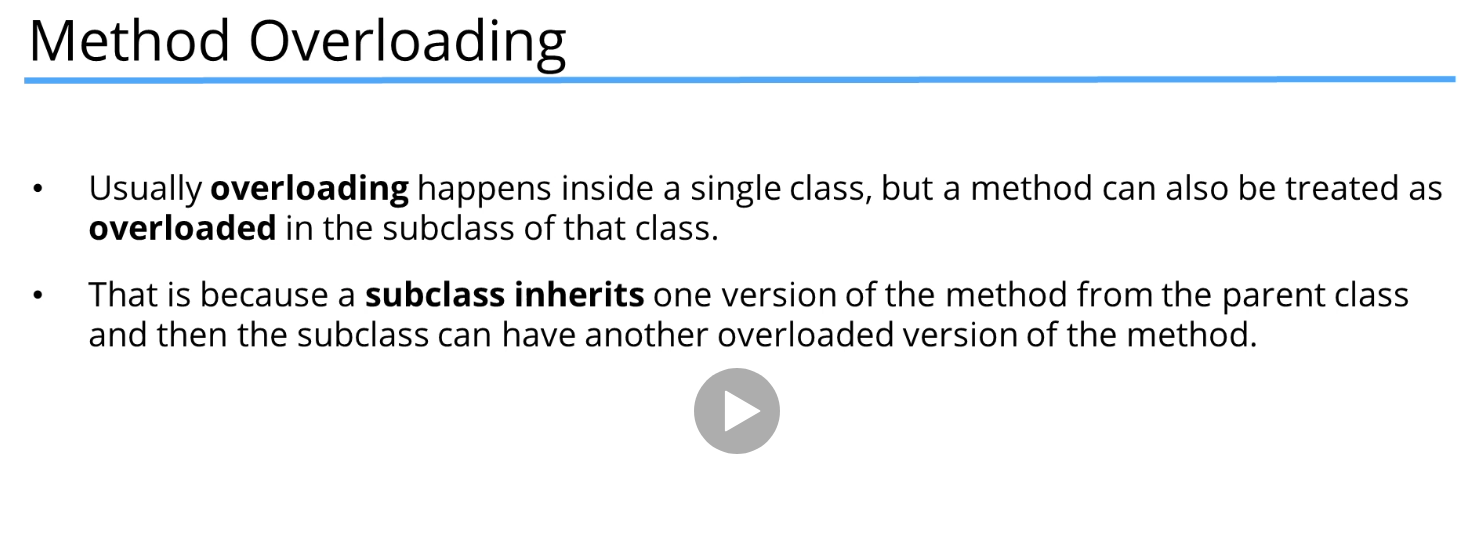 Method Overloading
• Usually overloading happens inside a single class, but a method can also be treated as
overloaded in the subclass of that class.
• That is because a subclass inherits one version of the method from the parent class
and then the subclass can have another overloaded version of the method.